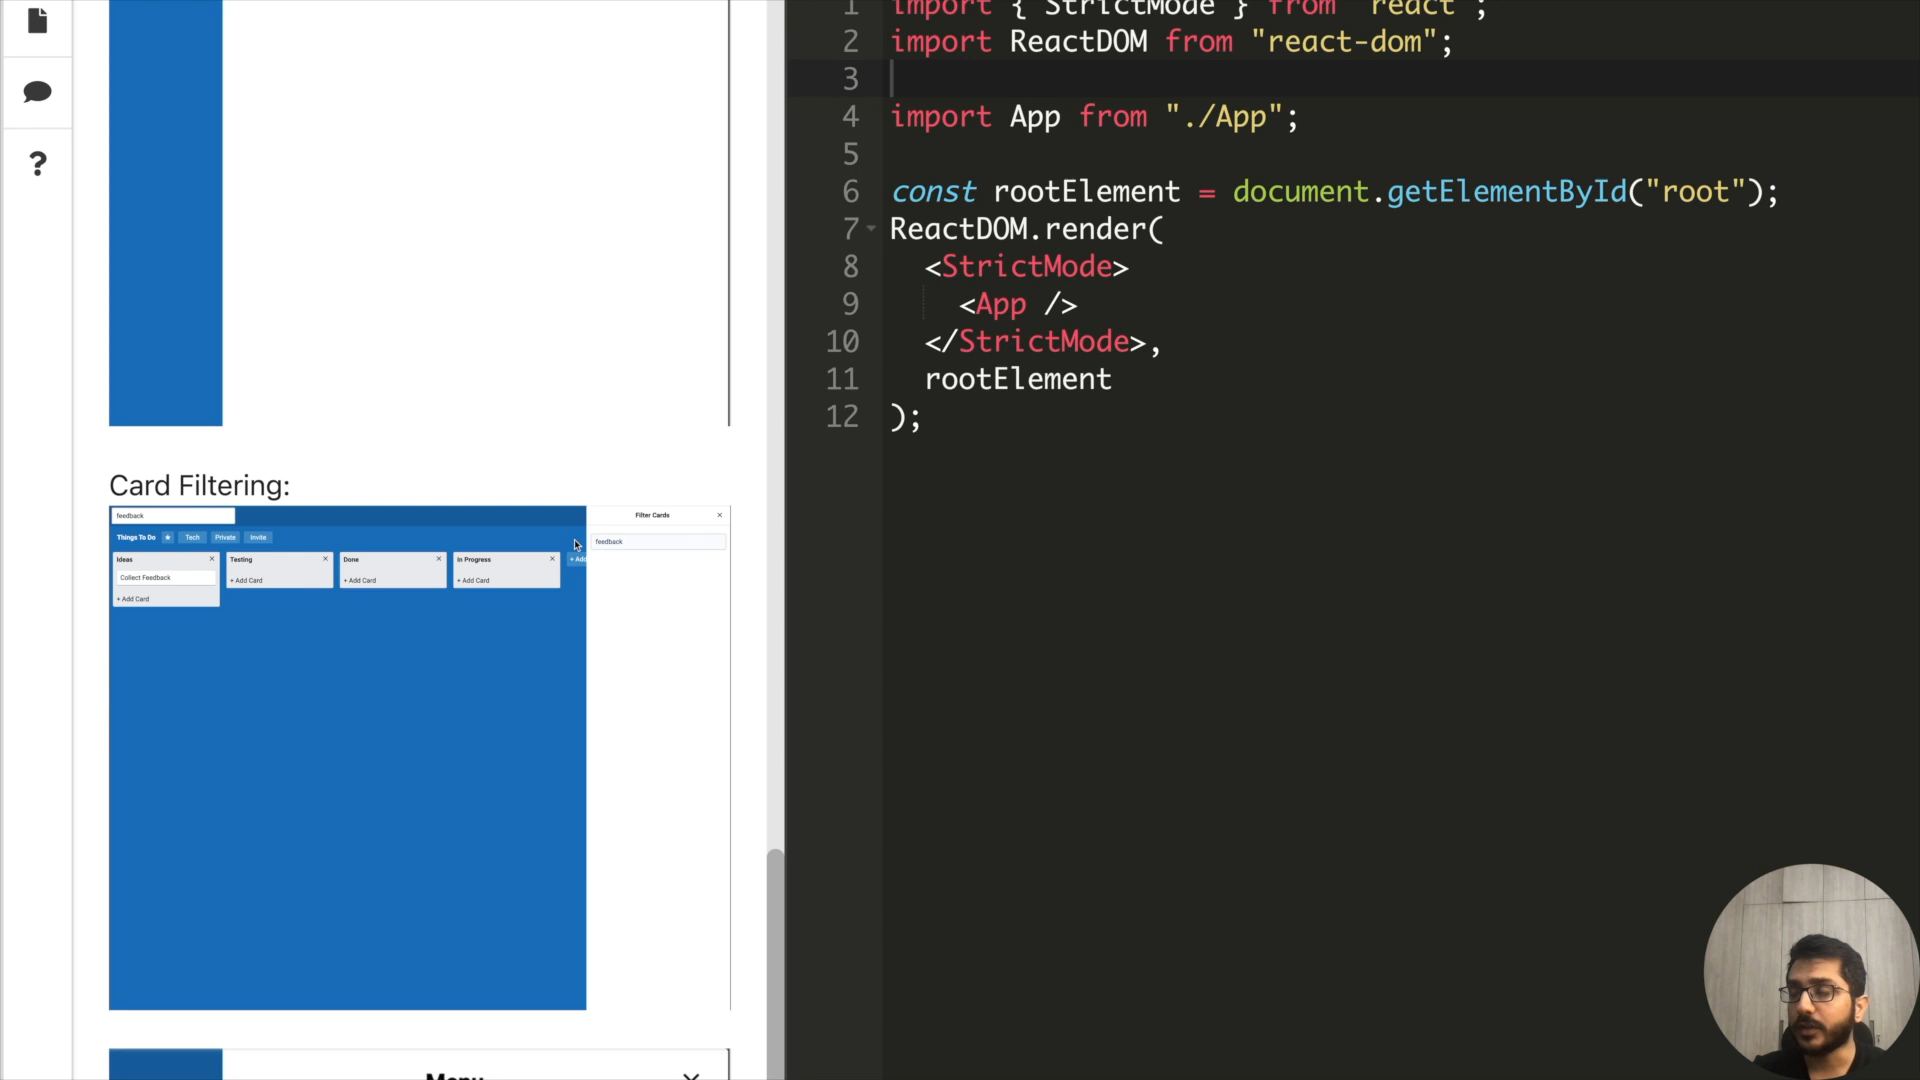 ?
Card Filtering:
feedback
Filter Cards
×
Things To Do ★ Tech Private Invite
feedback
Ideas ×
Testing ×
Done ×
In Progress ×
+ Add
Collect Feedback
+ Add Card
+ Add Card
+ Add Card
+ Add Card
Menu ×
1 import { StrictMode } from "react";
2 import ReactDOM from "react-dom";
3
4 import App from "./App";
5
6 const rootElement = document.getElementById("root");
7 ReactDOM.render(
8   <StrictMode>
9     <App />
10   </StrictMode>,
11   rootElement
12 );